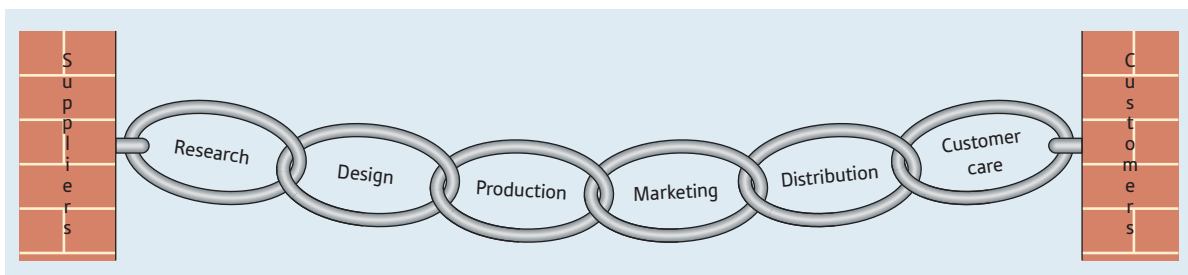 Suppliers
Research
Design
Production
Marketing
Distribution
Customer
care
Customers